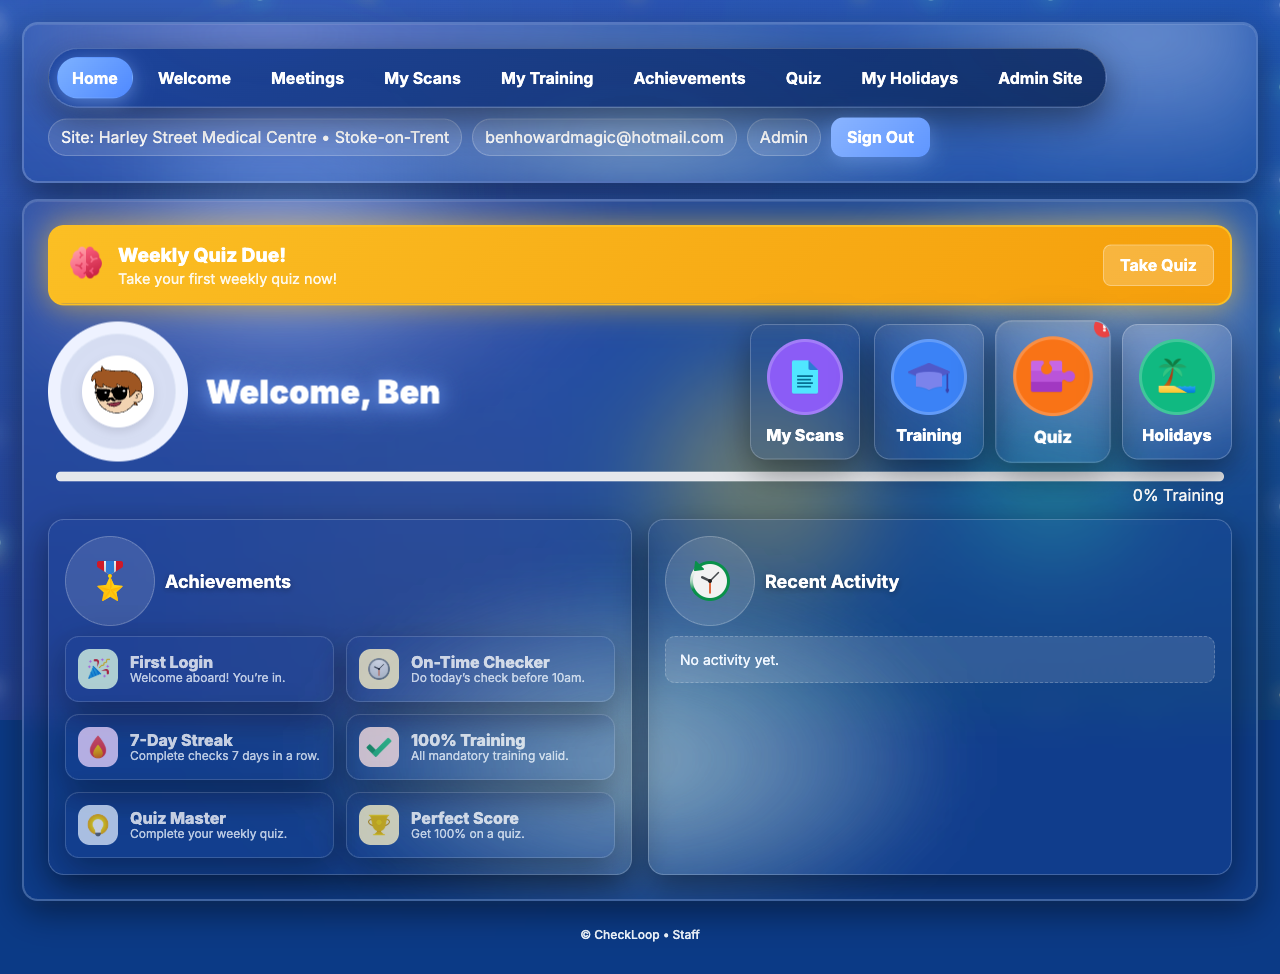 Home Welcome Meetings My Scans My Training Achievements Quiz My Holidays Admin Site
Site: Harley Street Medical Centre • Stoke-on-Trent benhowardmagic@hotmail.com Admin Sign Out
Weekly Quiz Due!
Take your first weekly quiz now!
Take Quiz
Welcome, Ben
My Scans Training Quiz Holidays
0% Training
Achievements
First Login
Welcome aboard! You’re in.
On-Time Checker
Do today’s check before 10am.
7-Day Streak
Complete checks 7 days in a row.
100% Training
All mandatory training valid.
Quiz Master
Complete your weekly quiz.
Perfect Score
Get 100% on a quiz.
Recent Activity
No activity yet.
© CheckLoop • Staff